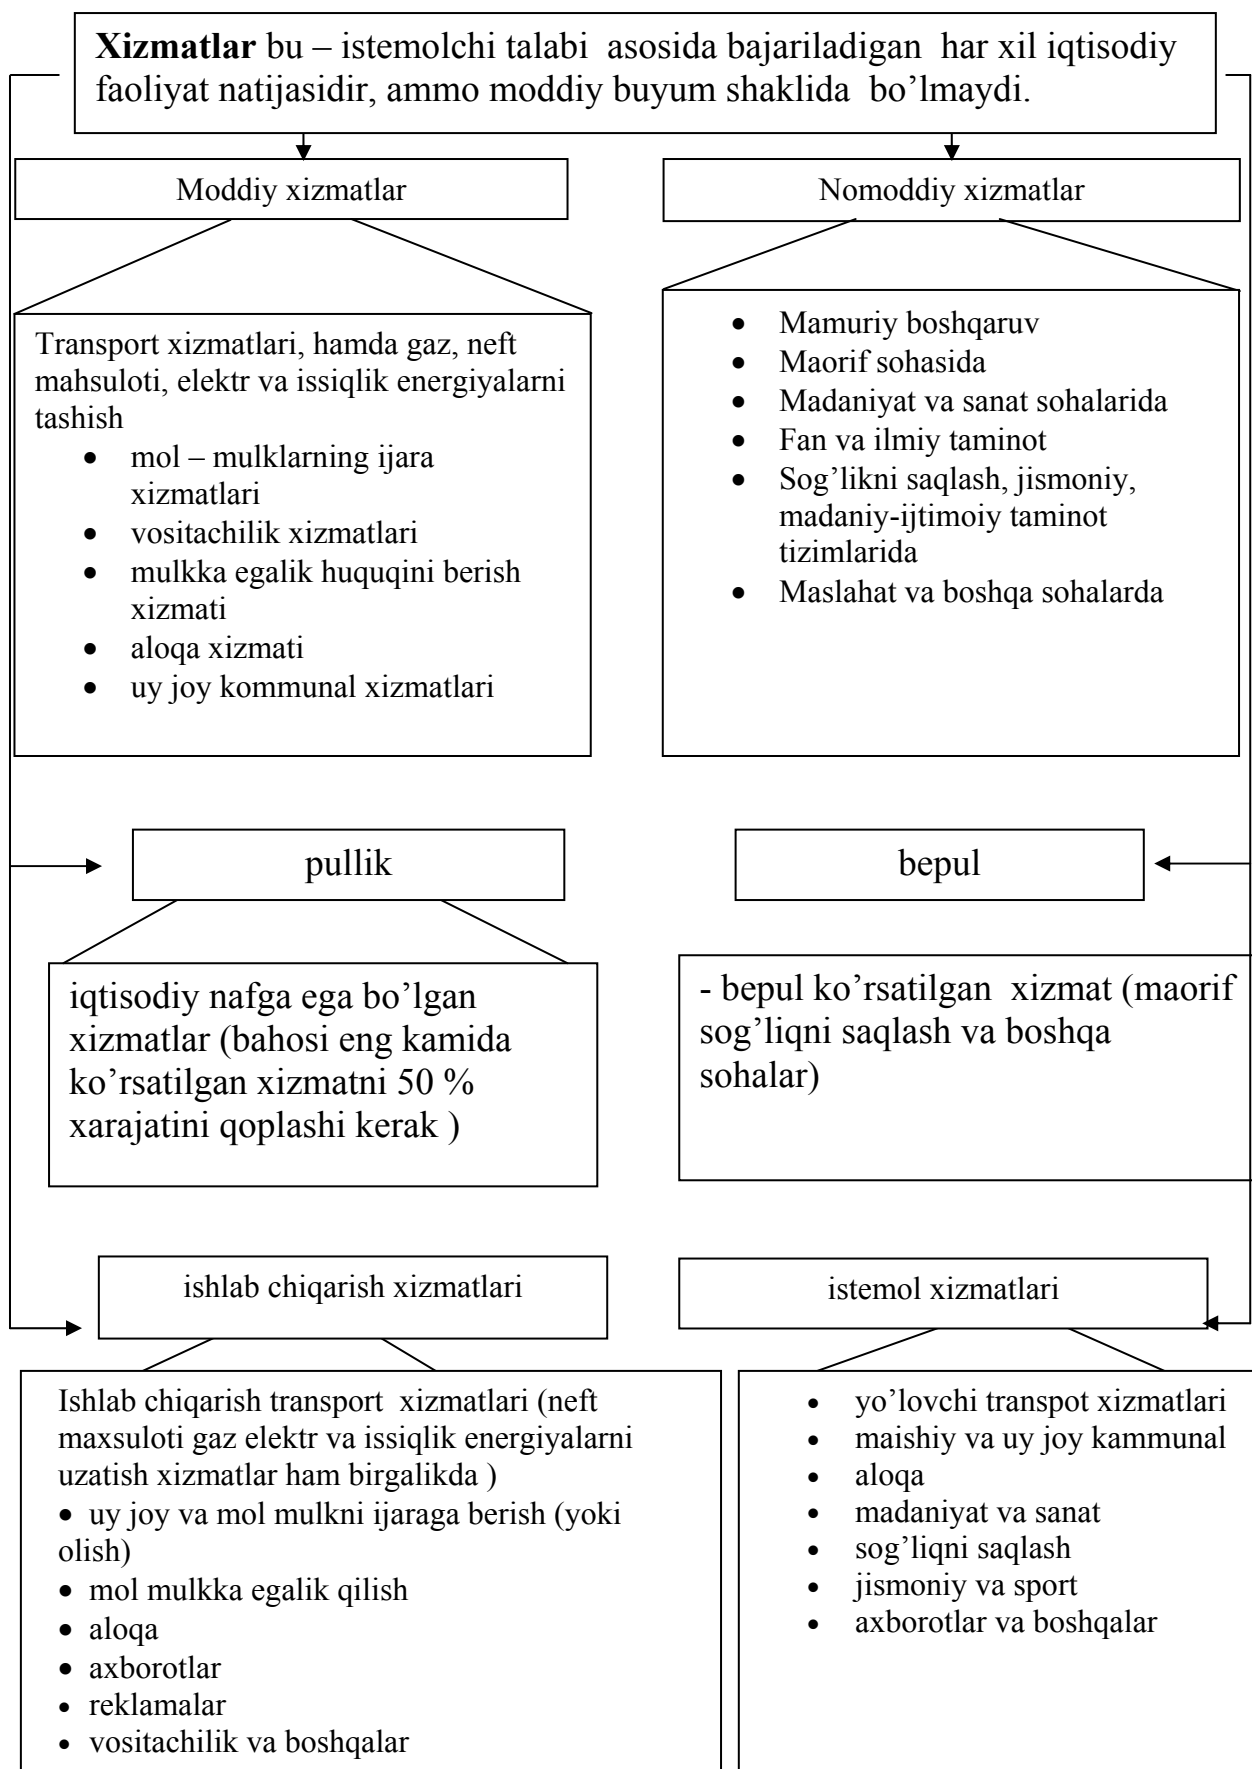 Xizmatlar bu – istemolchi talabi asosida bajariladigan har xil iqtisodiy
faoliyat natijasidir, ammo moddiy buyum shaklida bo’lmaydi.
Moddiy xizmatlar
Nomoddiy xizmatlar
Transport xizmatlari, hamda gaz, neft
mahsuloti, elektr va issiqlik energiyalarni
tashish
• mol – mulklarning ijara
xizmatlari
• vositachilik xizmatlari
• mulkka egalik huquqini berish
xizmati
• aloqa xizmati
• uy joy kommunal xizmatlari
• Mamuriy boshqaruv
• Maorif sohasida
• Madaniyat va sanat sohalarida
• Fan va ilmiy taminot
• Sog’likni saqlash, jismoniy,
madaniy-ijtimoiy taminot
tizimlarida
• Maslahat va boshqa sohalarda
pullik
bepul
iqtisodiy nafga ega bo’lgan
xizmatlar (bahosi eng kamida
ko’rsatilgan xizmatni 50 %
xarajatini qoplashi kerak )
- bepul ko’rsatilgan xizmat (maorif
sog’liqni saqlash va boshqa
sohalar)
ishlab chiqarish xizmatlari
istemol xizmatlari
Ishlab chiqarish transport xizmatlari (neft
maxsuloti gaz elektr va issiqlik energiyalarni
uzatish xizmatlar ham birgalikda )
• uy joy va mol mulkni ijaraga berish (yoki
olish)
• mol mulkka egalik qilish
• aloqa
• axborotlar
• reklamalar
• vositachilik va boshqalar
• yo’lovchi transpot xizmatlari
• maishiy va uy joy kammunal
• aloqa
• madaniyat va sanat
• sog’liqni saqlash
• jismoniy va sport
• axborotlar va boshqalar